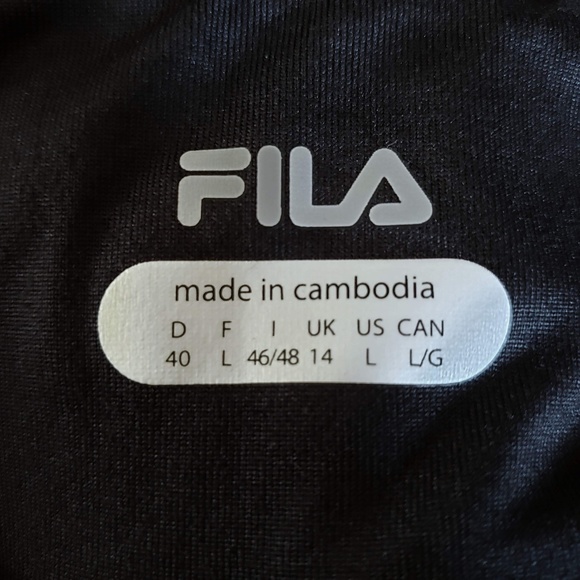 FILA
made in cambodia
D F I UK US CAN
40 L 46/48 14 L L/G